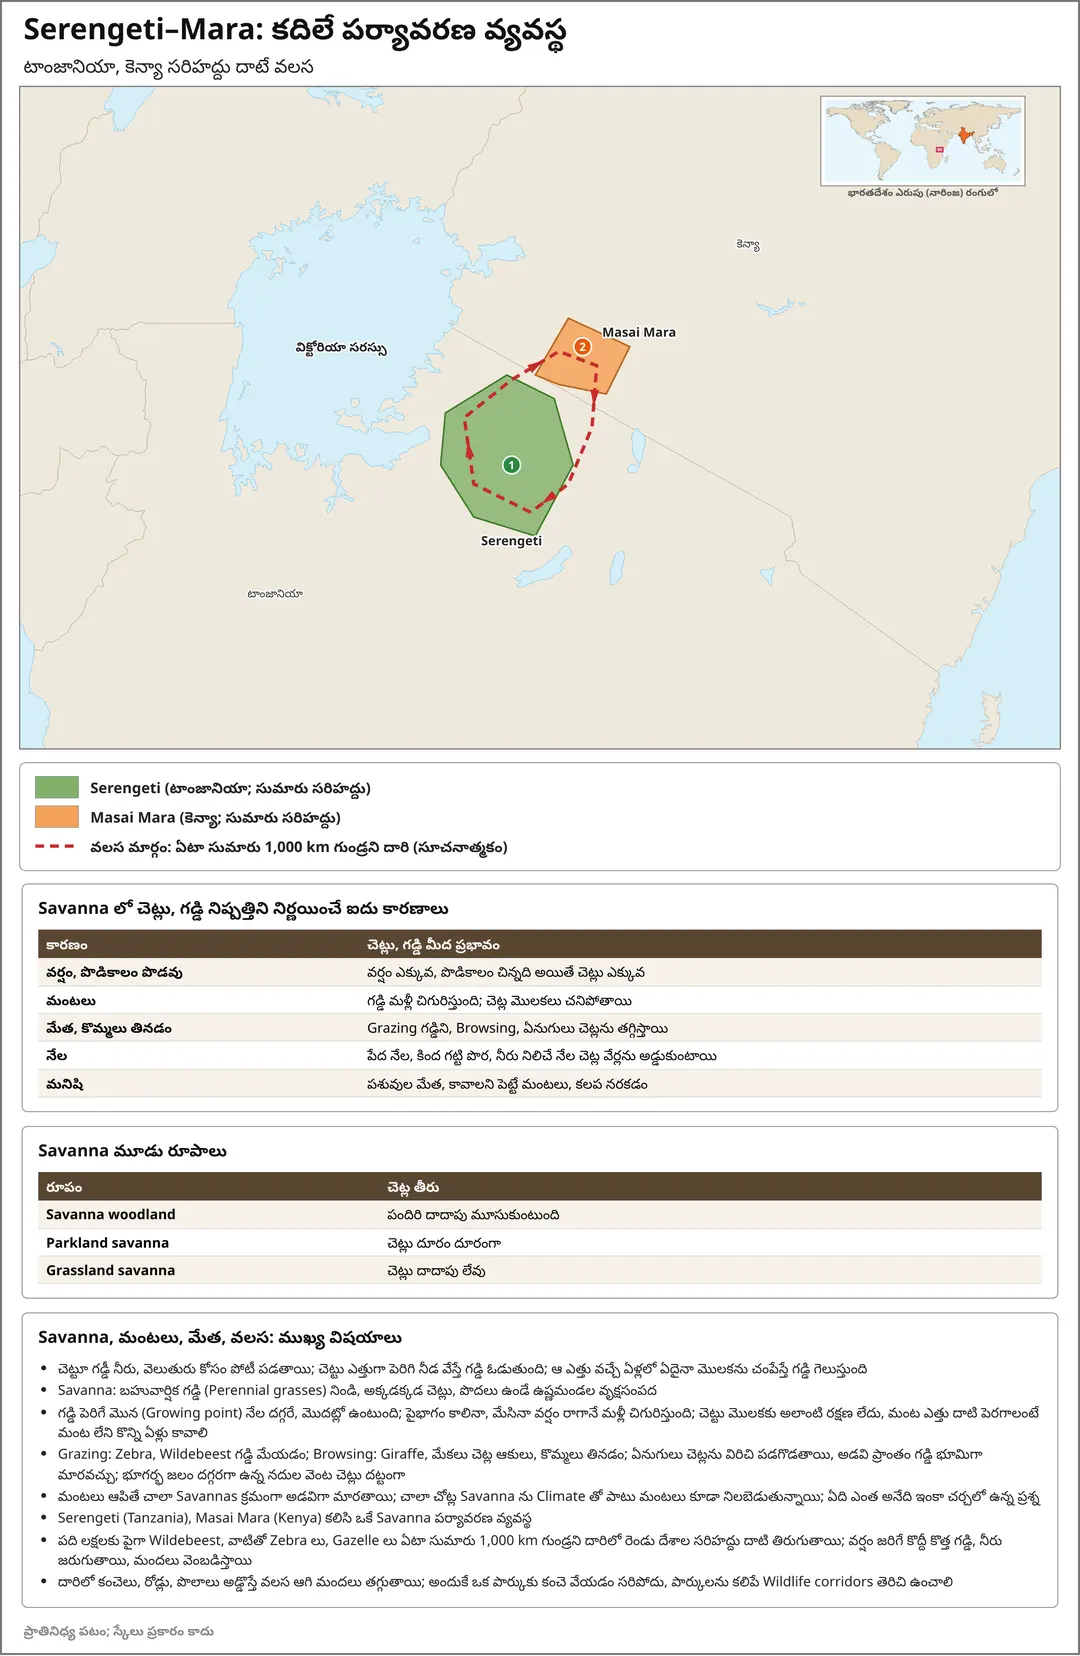 Serengeti–Mara: కదిలే పర్యావరణ వ్యవస్థ
టాంజానియా, కెన్యా సరిహద్దు దాటే వలస
భారతదేశం ఎరుపు (నారింజ) రంగులో
కెన్యా
Masai Mara
2
విక్టోరియా సరస్సు
1
Serengeti
టాంజానియా
Serengeti (టాంజానియా; సుమారు సరిహద్దు)
Masai Mara (కెన్యా; సుమారు సరిహద్దు)
వలస మార్గం: ఏటా సుమారు 1,000 km గుండ్రని దారి (సూచనాత్మకం)
Savanna లో చెట్లు, గడ్డి నిష్పత్తిని నిర్ణయించే ఐదు కారణాలు
కారణం చెట్లు, గడ్డి మీద ప్రభావం
వర్షం, పొడికాలం పొడవు వర్షం ఎక్కువ, పొడికాలం చిన్నది అయితే చెట్లు ఎక్కువ
మంటలు గడ్డి మళ్లీ చిగురిస్తుంది; చెట్ల మొలకలు చనిపోతాయి
మేత, కొమ్మలు తినడం Grazing గడ్డిని, Browsing, ఏనుగులు చెట్లను తగ్గిస్తాయి
నేల పేద నేల, కింద గట్టి పొర, నీరు నిలిచే నేల చెట్ల వేర్లను అడ్డుకుంటాయి
మనిషి పశువుల మేత, కావాలని పెట్టే మంటలు, కలప నరకడం
Savanna మూడు రూపాలు
రూపం చెట్ల తీరు
Savanna woodland పందిరి దాదాపు మూసుకుంటుంది
Parkland savanna చెట్లు దూరం దూరంగా
Grassland savanna చెట్లు దాదాపు లేవు
Savanna, మంటలు, మేత, వలస: ముఖ్య విషయాలు
• చెట్టూ గడ్డీ నీరు, వెలుతురు కోసం పోటీ పడతాయి; చెట్టు ఎత్తుగా పెరిగి నీడ వేస్తే గడ్డి ఓడుతుంది; ఆ ఎత్తు వచ్చే ఏళ్లలో ఏదైనా మొలకను చంపేస్తే గడ్డి గెలుస్తుంది
• Savanna: బహువార్షిక గడ్డి (Perennial grasses) నిండి, అక్కడక్కడ చెట్లు, పొదలు ఉండే ఉష్ణమండల వృక్షసంపద
• గడ్డి పెరిగే మొన (Growing point) నేల దగ్గరే, మొదట్లో ఉంటుంది; పైభాగం కాలినా, మేసినా వర్షం రాగానే మళ్లీ చిగురిస్తుంది; చెట్టు మొలకకు అలాంటి రక్షణ లేదు, మంట ఎత్తు దాటి పెరగాలంటే
మంట లేని కొన్ని ఏళ్లు కావాలి
• Grazing: Zebra, Wildebeest గడ్డి మేయడం; Browsing: Giraffe, మేకలు చెట్ల ఆకులు, కొమ్మలు తినడం; ఏనుగులు చెట్లను విరిచి పడగొడతాయి, అడవి ప్రాంతం గడ్డి భూమిగా
మారవచ్చు; భూగర్భ జలం దగ్గరగా ఉన్న నదుల వెంట చెట్లు దట్టంగా
• మంటలు ఆపితే చాలా Savannas క్రమంగా అడవిగా మారతాయి; చాలా చోట్ల Savanna ను Climate తో పాటు మంటలు కూడా నిలబెడుతున్నాయి; ఏది ఎంత అనేది ఇంకా చర్చలో ఉన్న ప్రశ్న
• Serengeti (Tanzania), Masai Mara (Kenya) కలిసి ఒకే Savanna పర్యావరణ వ్యవస్థ
• పది లక్షలకు పైగా Wildebeest, వాటితో Zebra లు, Gazelle లు ఏటా సుమారు 1,000 km గుండ్రని దారిలో రెండు దేశాల సరిహద్దు దాటి తిరుగుతాయి; వర్షం జరిగే కొద్దీ కొత్త గడ్డి, నీరు
జరుగుతాయి, మందలు వెంబడిస్తాయి
• దారిలో కంచెలు, రోడ్లు, పొలాలు అడ్డొస్తే వలస ఆగి మందలు తగ్గుతాయి; అందుకే ఒక పార్కుకు కంచె వేయడం సరిపోదు, పార్కులను కలిపే Wildlife corridors తెరిచి ఉంచాలి
ప్రాతినిధ్య పటం; స్కేలు ప్రకారం కాదు